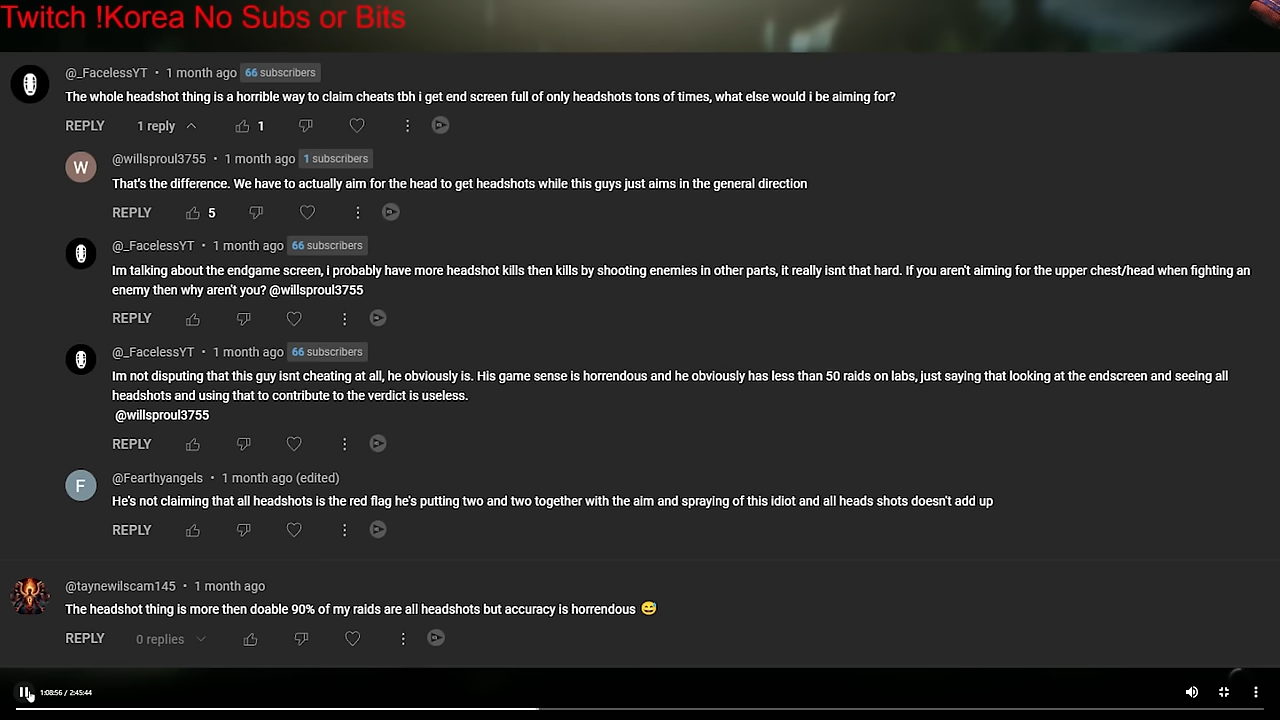 Twitch !Korea No Subs or Bits
@_FacelessYT • 1 month ago 66 subscribers
The whole headshot thing is a horrible way to claim cheats tbh i get end screen full of only headshots tons of times, what else would i be aiming for?
REPLY 1 reply 1
W @willsproul3755 • 1 month ago 1 subscribers
That's the difference. We have to actually aim for the head to get headshots while this guys just aims in the general direction
REPLY 5
@_FacelessYT • 1 month ago 66 subscribers
Im talking about the endgame screen, i probably have more headshot kills then kills by shooting enemies in other parts, it really isnt that hard. If you aren't aiming for the upper chest/head when fighting an
enemy then why aren't you? @willsproul3755
REPLY
@_FacelessYT • 1 month ago 66 subscribers
Im not disputing that this guy isnt cheating at all, he obviously is. His game sense is horrendous and he obviously has less than 50 raids on labs, just saying that looking at the endscreen and seeing all
headshots and using that to contribute to the verdict is useless.
@willsproul3755
REPLY
F @Fearthyangels • 1 month ago (edited)
He's not claiming that all headshots is the red flag he's putting two and two together with the aim and spraying of this idiot and all heads shots doesn't add up
REPLY
@taynewilscam145 • 1 month ago
The headshot thing is more then doable 90% of my raids are all headshots but accuracy is horrendous 😅
REPLY 0 replies
1:08:56 / 2:45:44